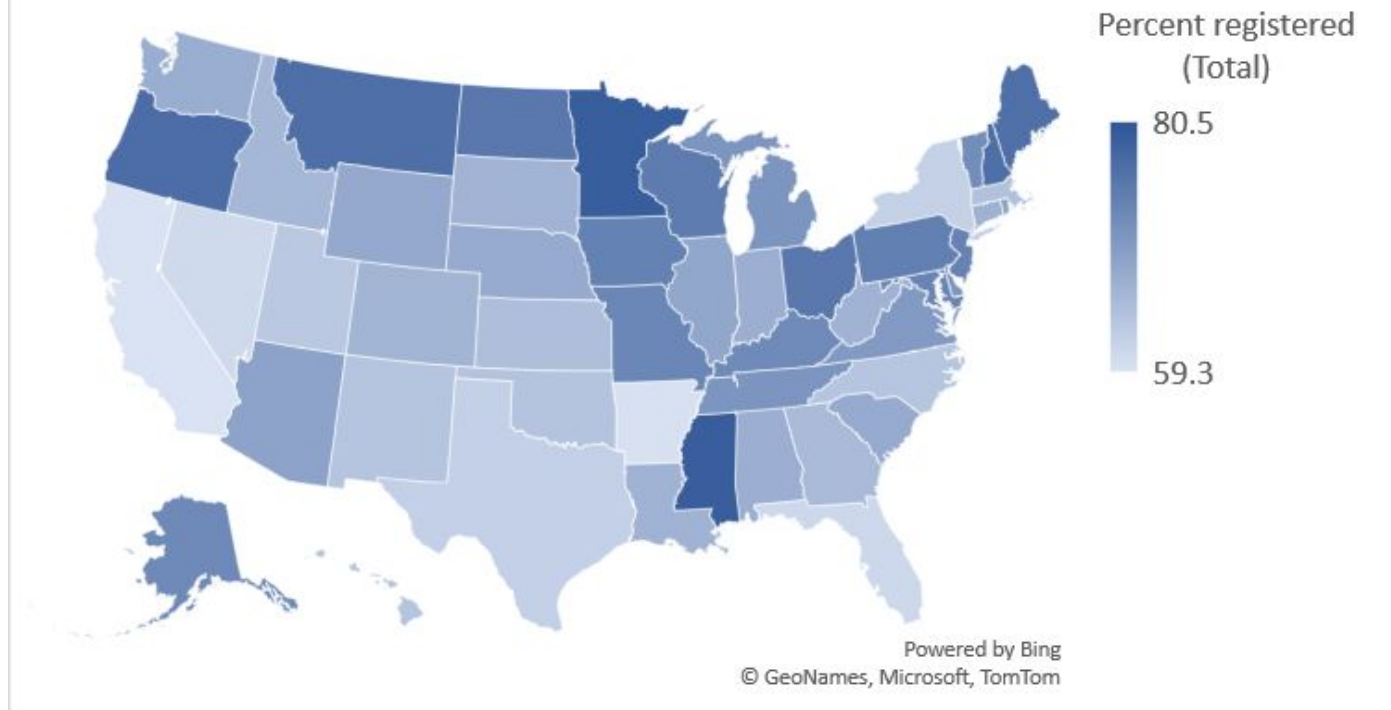 Percent registered
(Total)
80.5
59.3
Powered by Bing
© GeoNames, Microsoft, TomTom